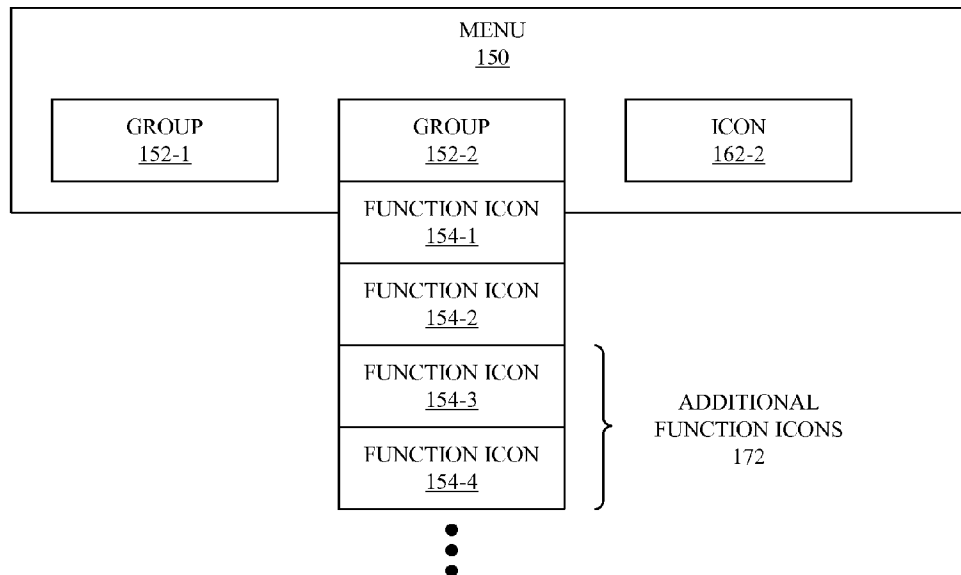 MENU
150
GROUP
152-1
GROUP
152-2
ICON
162-2
FUNCTION ICON
154-1
FUNCTION ICON
154-2
FUNCTION ICON
154-3
FUNCTION ICON
154-4
ADDITIONAL
FUNCTION ICONS
172